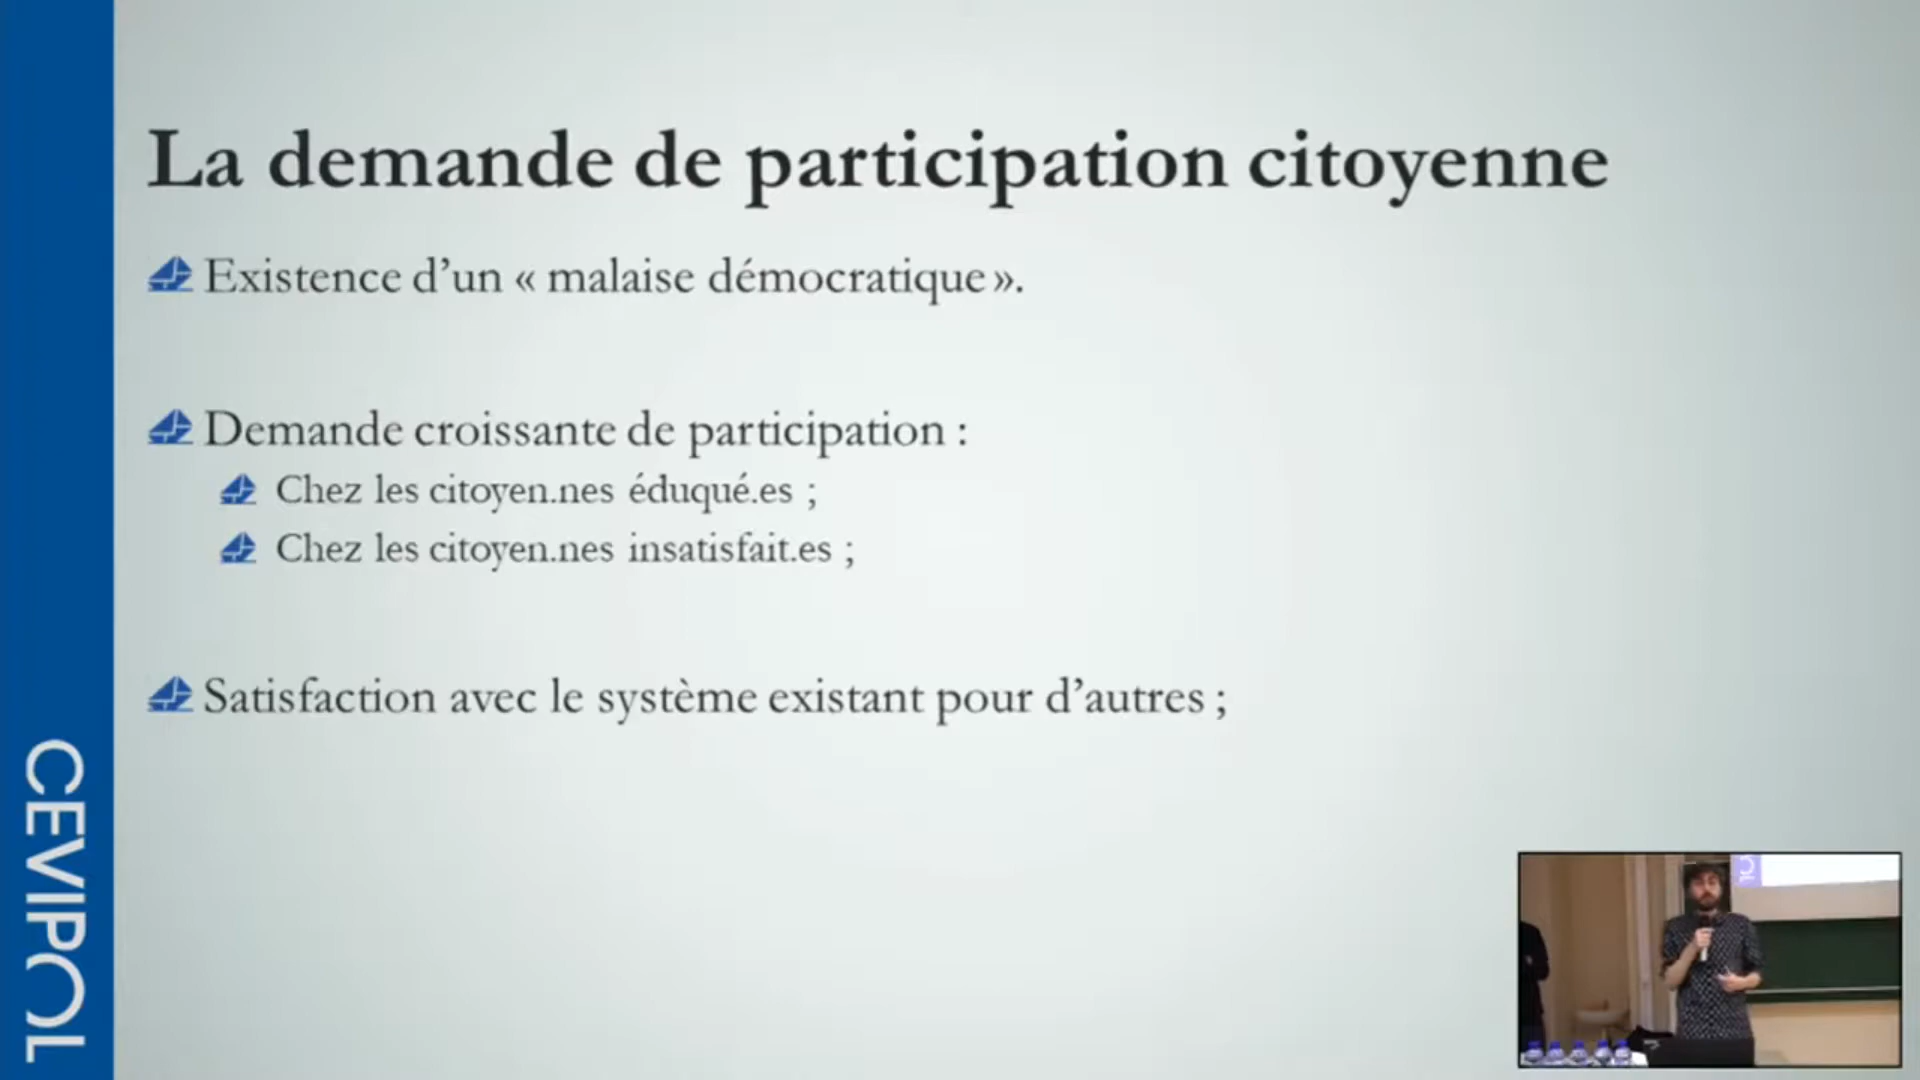 La demande de participation citoyenne
Existence d’un « malaise démocratique ».
Demande croissante de participation :
Chez les citoyen.nes éduqué.es ;
Chez les citoyen.nes insatisfait.es ;
Satisfaction avec le système existant pour d’autres ;
CEVIPOL